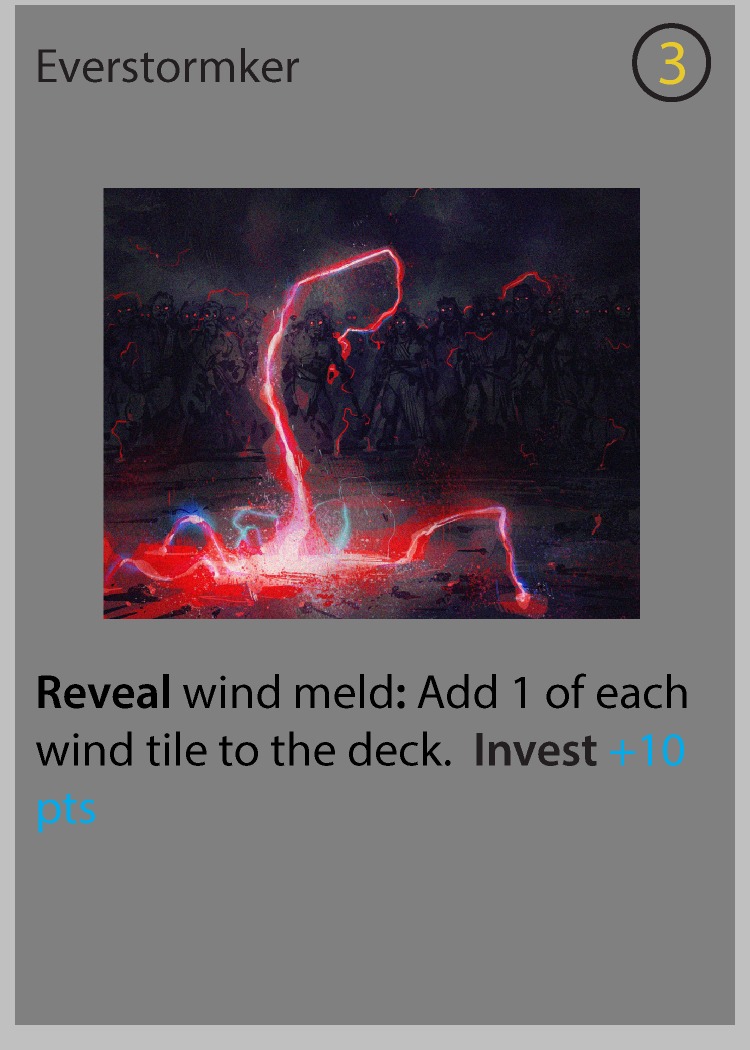 Everstormker
3
Reveal wind meld: Add 1 of each
wind tile to the deck.  Invest +10
pts